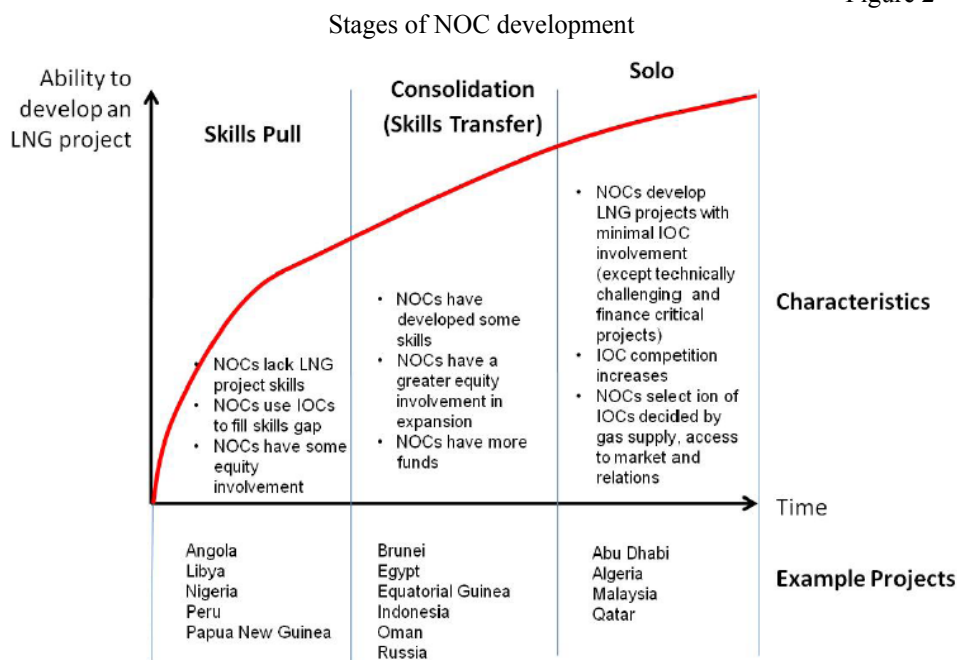 Figure 2
Stages of NOC development
Ability to
develop an
LNG project
Skills Pull
Consolidation
(Skills Transfer)
Solo
• NOCs lack LNG
project skills
• NOCs use IOCs
to fill skills gap
• NOCs have some
equity
involvement
• NOCs have
developed some
skills
• NOCs have a
greater equity
involvement in
expansion
• NOCs have more
funds
• NOCs develop
LNG projects with
minimal IOC
involvement
(except technically
challenging and
finance critical
projects)
• IOC competition
increases
• NOCs select ion of
IOCs decided by
gas supply, access
to market and
relations
Characteristics
Time
Angola
Libya
Nigeria
Peru
Papua New Guinea
Brunei
Egypt
Equatorial Guinea
Indonesia
Oman
Russia
Abu Dhabi
Algeria
Malaysia
Qatar
Example Projects